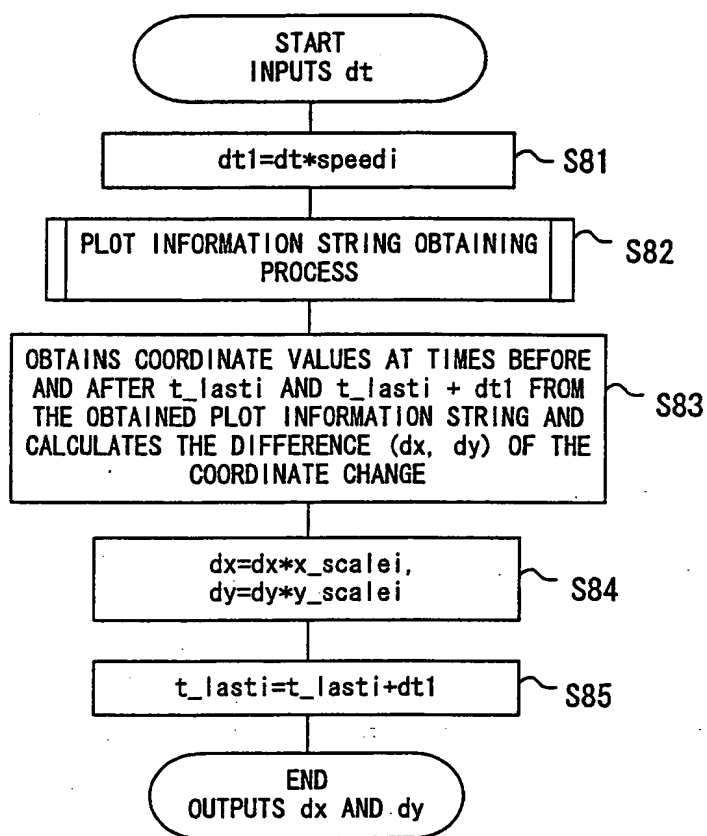 START
INPUTS dt
dt1=dt*speedi
S81
PLOT INFORMATION STRING OBTAINING
PROCESS
S82
OBTAINS COORDINATE VALUES AT TIMES BEFORE
AND AFTER t_lasti AND t_lasti + dt1 FROM
THE OBTAINED PLOT INFORMATION STRING AND
CALCULATES THE DIFFERENCE (dx, dy) OF THE
COORDINATE CHANGE
S83
dx=dx*x_scalei,
dy=dy*y_scalei
S84
t_lasti=t_lasti+dt1
S85
END
OUTPUTS dx AND dy